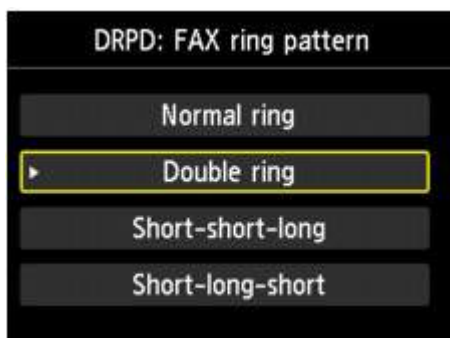 DRPD: FAX ring pattern
Normal ring
Double ring
Short-short-long
Short-long-short